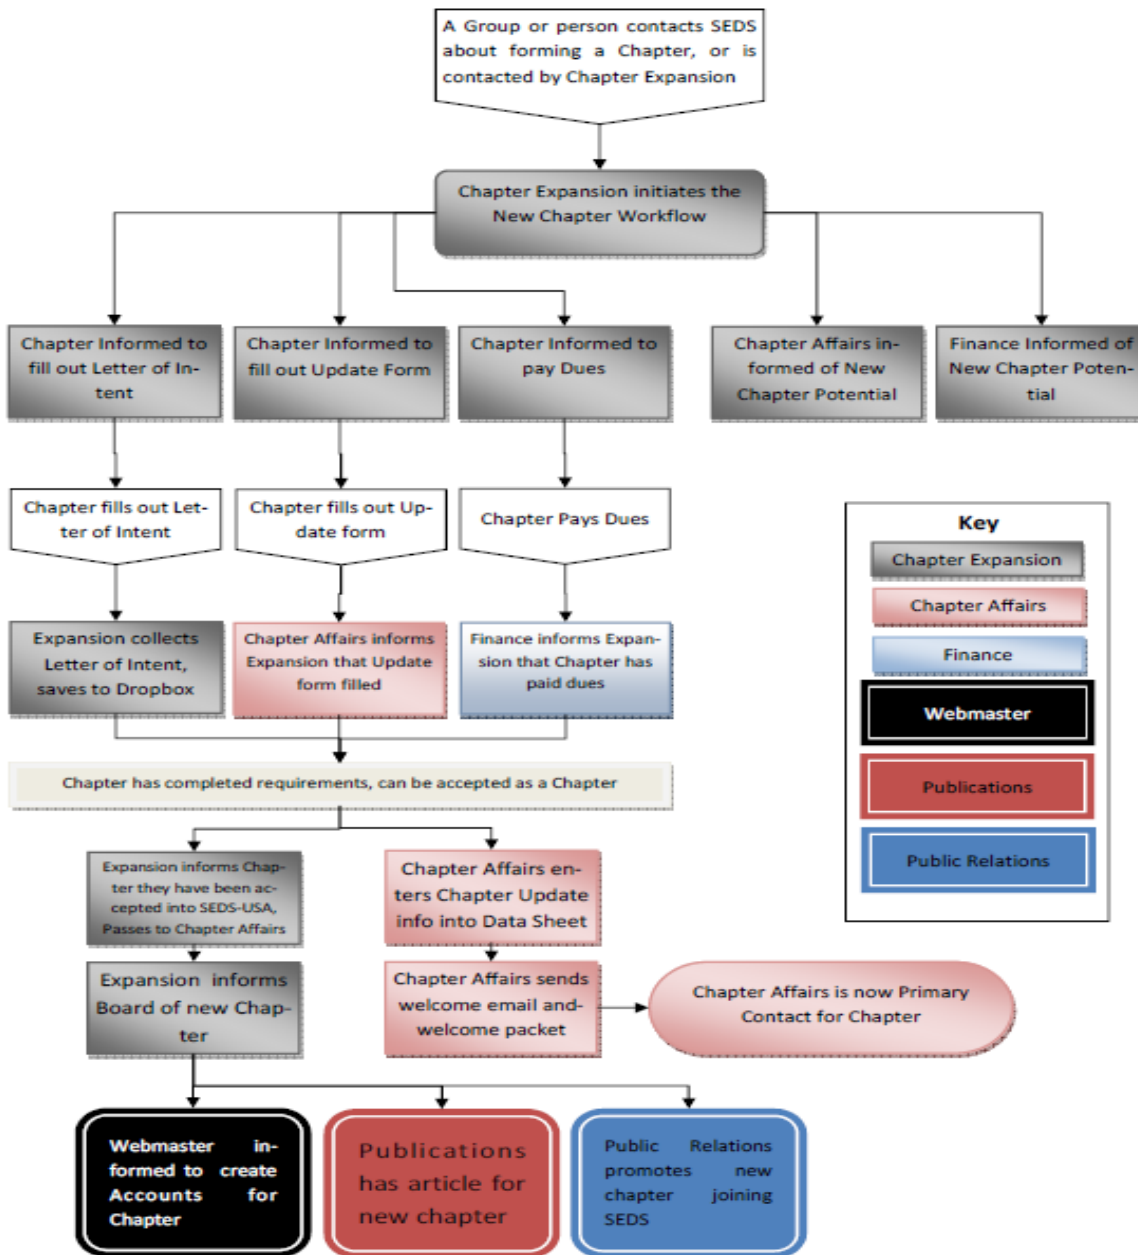 A Group or person contacts SEDS
about forming a Chapter, or is
contacted by Chapter Expansion
Chapter Expansion initiates the
New Chapter Workflow
Chapter Informed to
fill out Letter of In-
tent
Chapter Informed to
fill out Update Form
Chapter Informed to
pay Dues
Chapter Affairs in-
formed of New
Chapter Potential
Finance Informed of
New Chapter Poten-
tial
Chapter fills out Let-
ter of Intent
Chapter fills out Up-
date form
Chapter Pays Dues
Expansion collects
Letter of Intent,
saves to Dropbox
Chapter Affairs informs
Expansion that Update
form filled
Finance informs Expan-
sion that Chapter has
paid dues
Key
Chapter Expansion
Chapter Affairs
Finance
Webmaster
Publications
Public Relations
Chapter has completed requirements, can be accepted as a Chapter
Expansion informs Chap-
ter they have been ac-
cepted into SEDS-USA,
Passes to Chapter Affairs
Chapter Affairs en-
ters Chapter Update
info into Data Sheet
Expansion informs
Board of new Chap-
ter
Chapter Affairs sends
welcome email and-
welcome packet
Chapter Affairs is now Primary
Contact for Chapter
Webmaster in-
formed to create
Accounts for
Chapter
Publications
has article for
new chapter
Public Relations
promotes new
chapter joining
SEDS